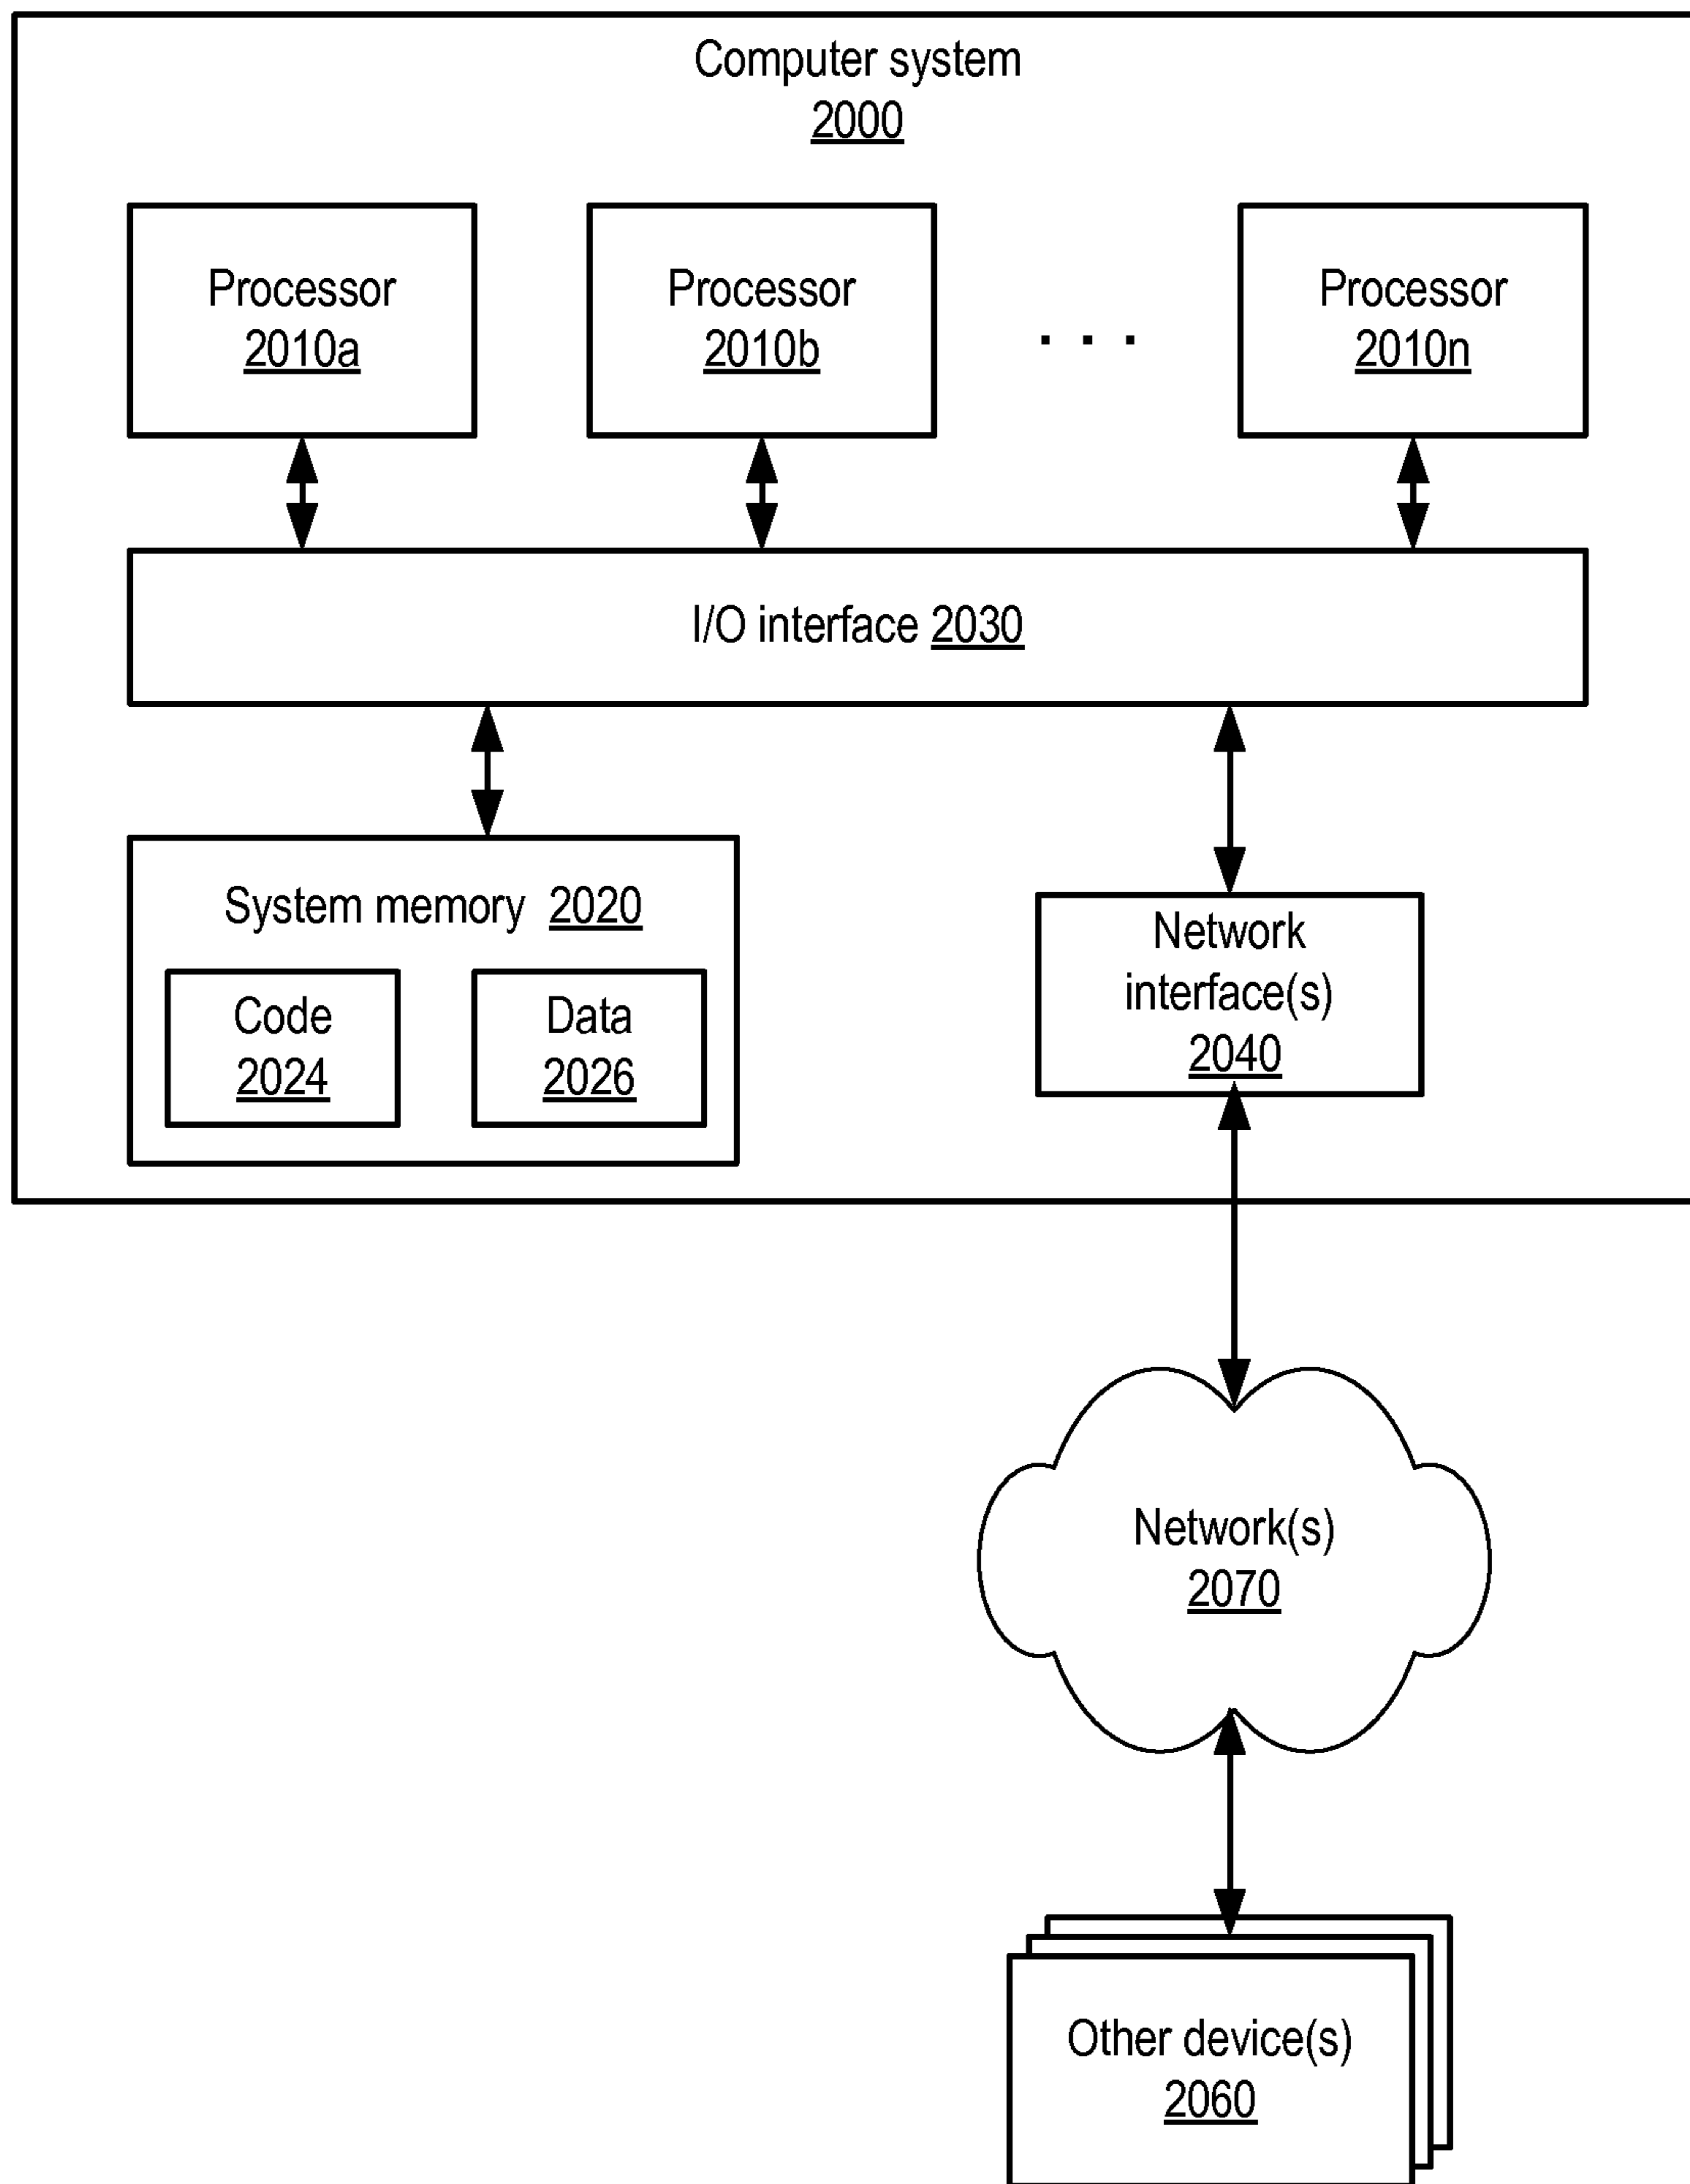 Computer system
2000
Processor
2010a
Processor
2010b
. . .
Processor
2010n
I/O interface 2030
System memory 2020
Code
2024
Data
2026
Network
interface(s)
2040
Network(s)
2070
Other device(s)
2060